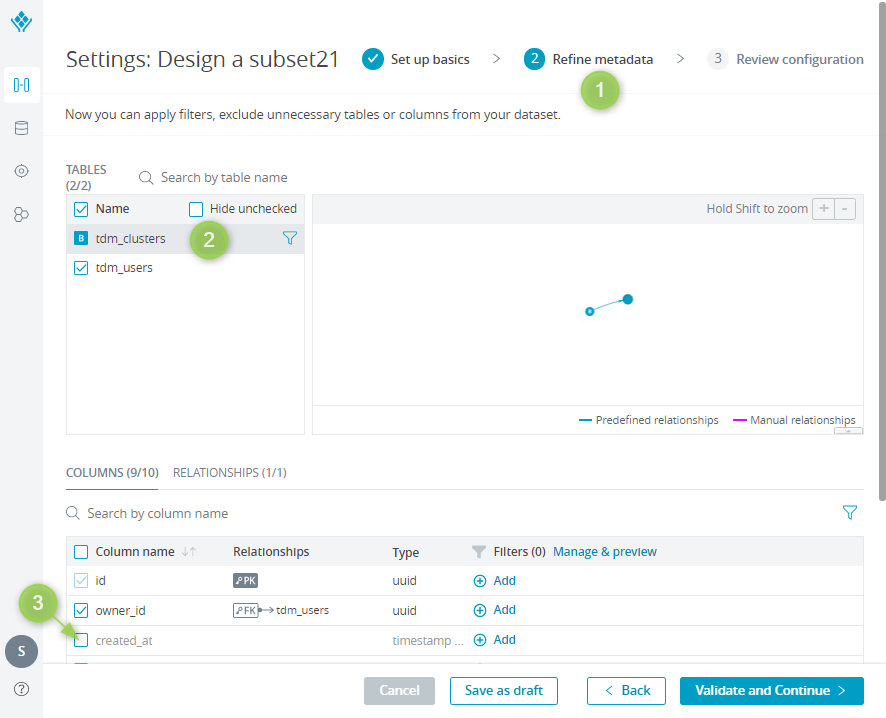 Settings: Design a subset21
Set up basics
2 Refine metadata
3 Review configuration
1
Now you can apply filters, exclude unnecessary tables or columns from your dataset.
TABLES
(2/2)
Search by table name
Name
Hide unchecked
Hold Shift to zoom + -
B tdm_clusters
2
tdm_users
B
Predefined relationships
Manual relationships
COLUMNS (9/10)
RELATIONSHIPS (1/1)
Search by column name
Column name
Relationships
Type
Filters (0)
Manage & preview
id
PK
uuid
Add
3
owner_id
FK
tdm_users
uuid
Add
created_at
timestamp ...
Add
S
?
Cancel
Save as draft
Back
Validate and Continue